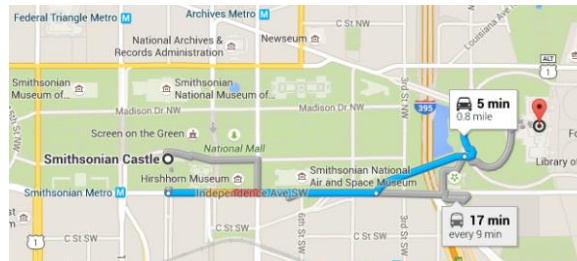 Federal Triangle Metro M
Archives Metro M
C St NW
Louisiana Ave
National Archives &
Records Administration
Newseum
ALT
1
Smithsonian
Museum of...
Smithsonian
National Museum of...
3rd St NW
395
5 min
0.8 mile
Madison Dr NW
Screen on the Green
National Mall
Library of
Smithsonian Castle
Hirshhorn Museum
Smithsonian National
Air and Space Museum
Smithsonian Metro M
Independence Ave SW
17 min
every 9 min
1
C St SW
6th St SW
C St SW